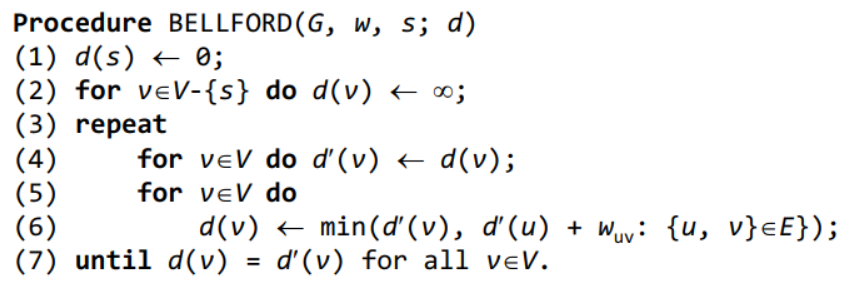 Procedure BELLFORD(G, w, s; d)
(1) d(s) ← 0;
(2) for v∈V-{s} do d(v) ← ∞;
(3) repeat
(4) for v∈V do d′(v) ← d(v);
(5) for v∈V do
(6) d(v) ← min(d′(v), d′(u) + wuv: {u, v}∈E});
(7) until d(v) = d′(v) for all v∈V.